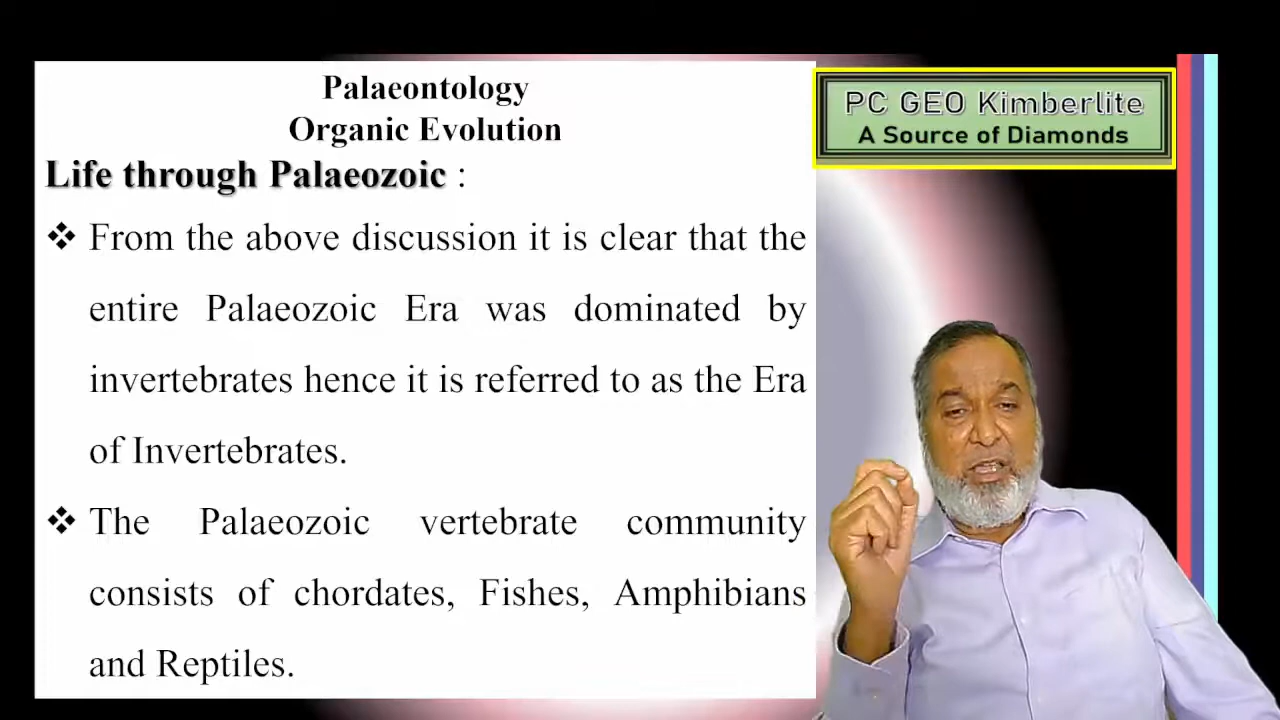 Palaeontology
Organic Evolution
PC GEO Kimberlite
A Source of Diamonds
Life through Palaeozoic :
❖ From the above discussion it is clear that the
entire Palaeozoic Era was dominated by
invertebrates hence it is referred to as the Era
of Invertebrates.
❖ The Palaeozoic vertebrate community
consists of chordates, Fishes, Amphibians
and Reptiles.